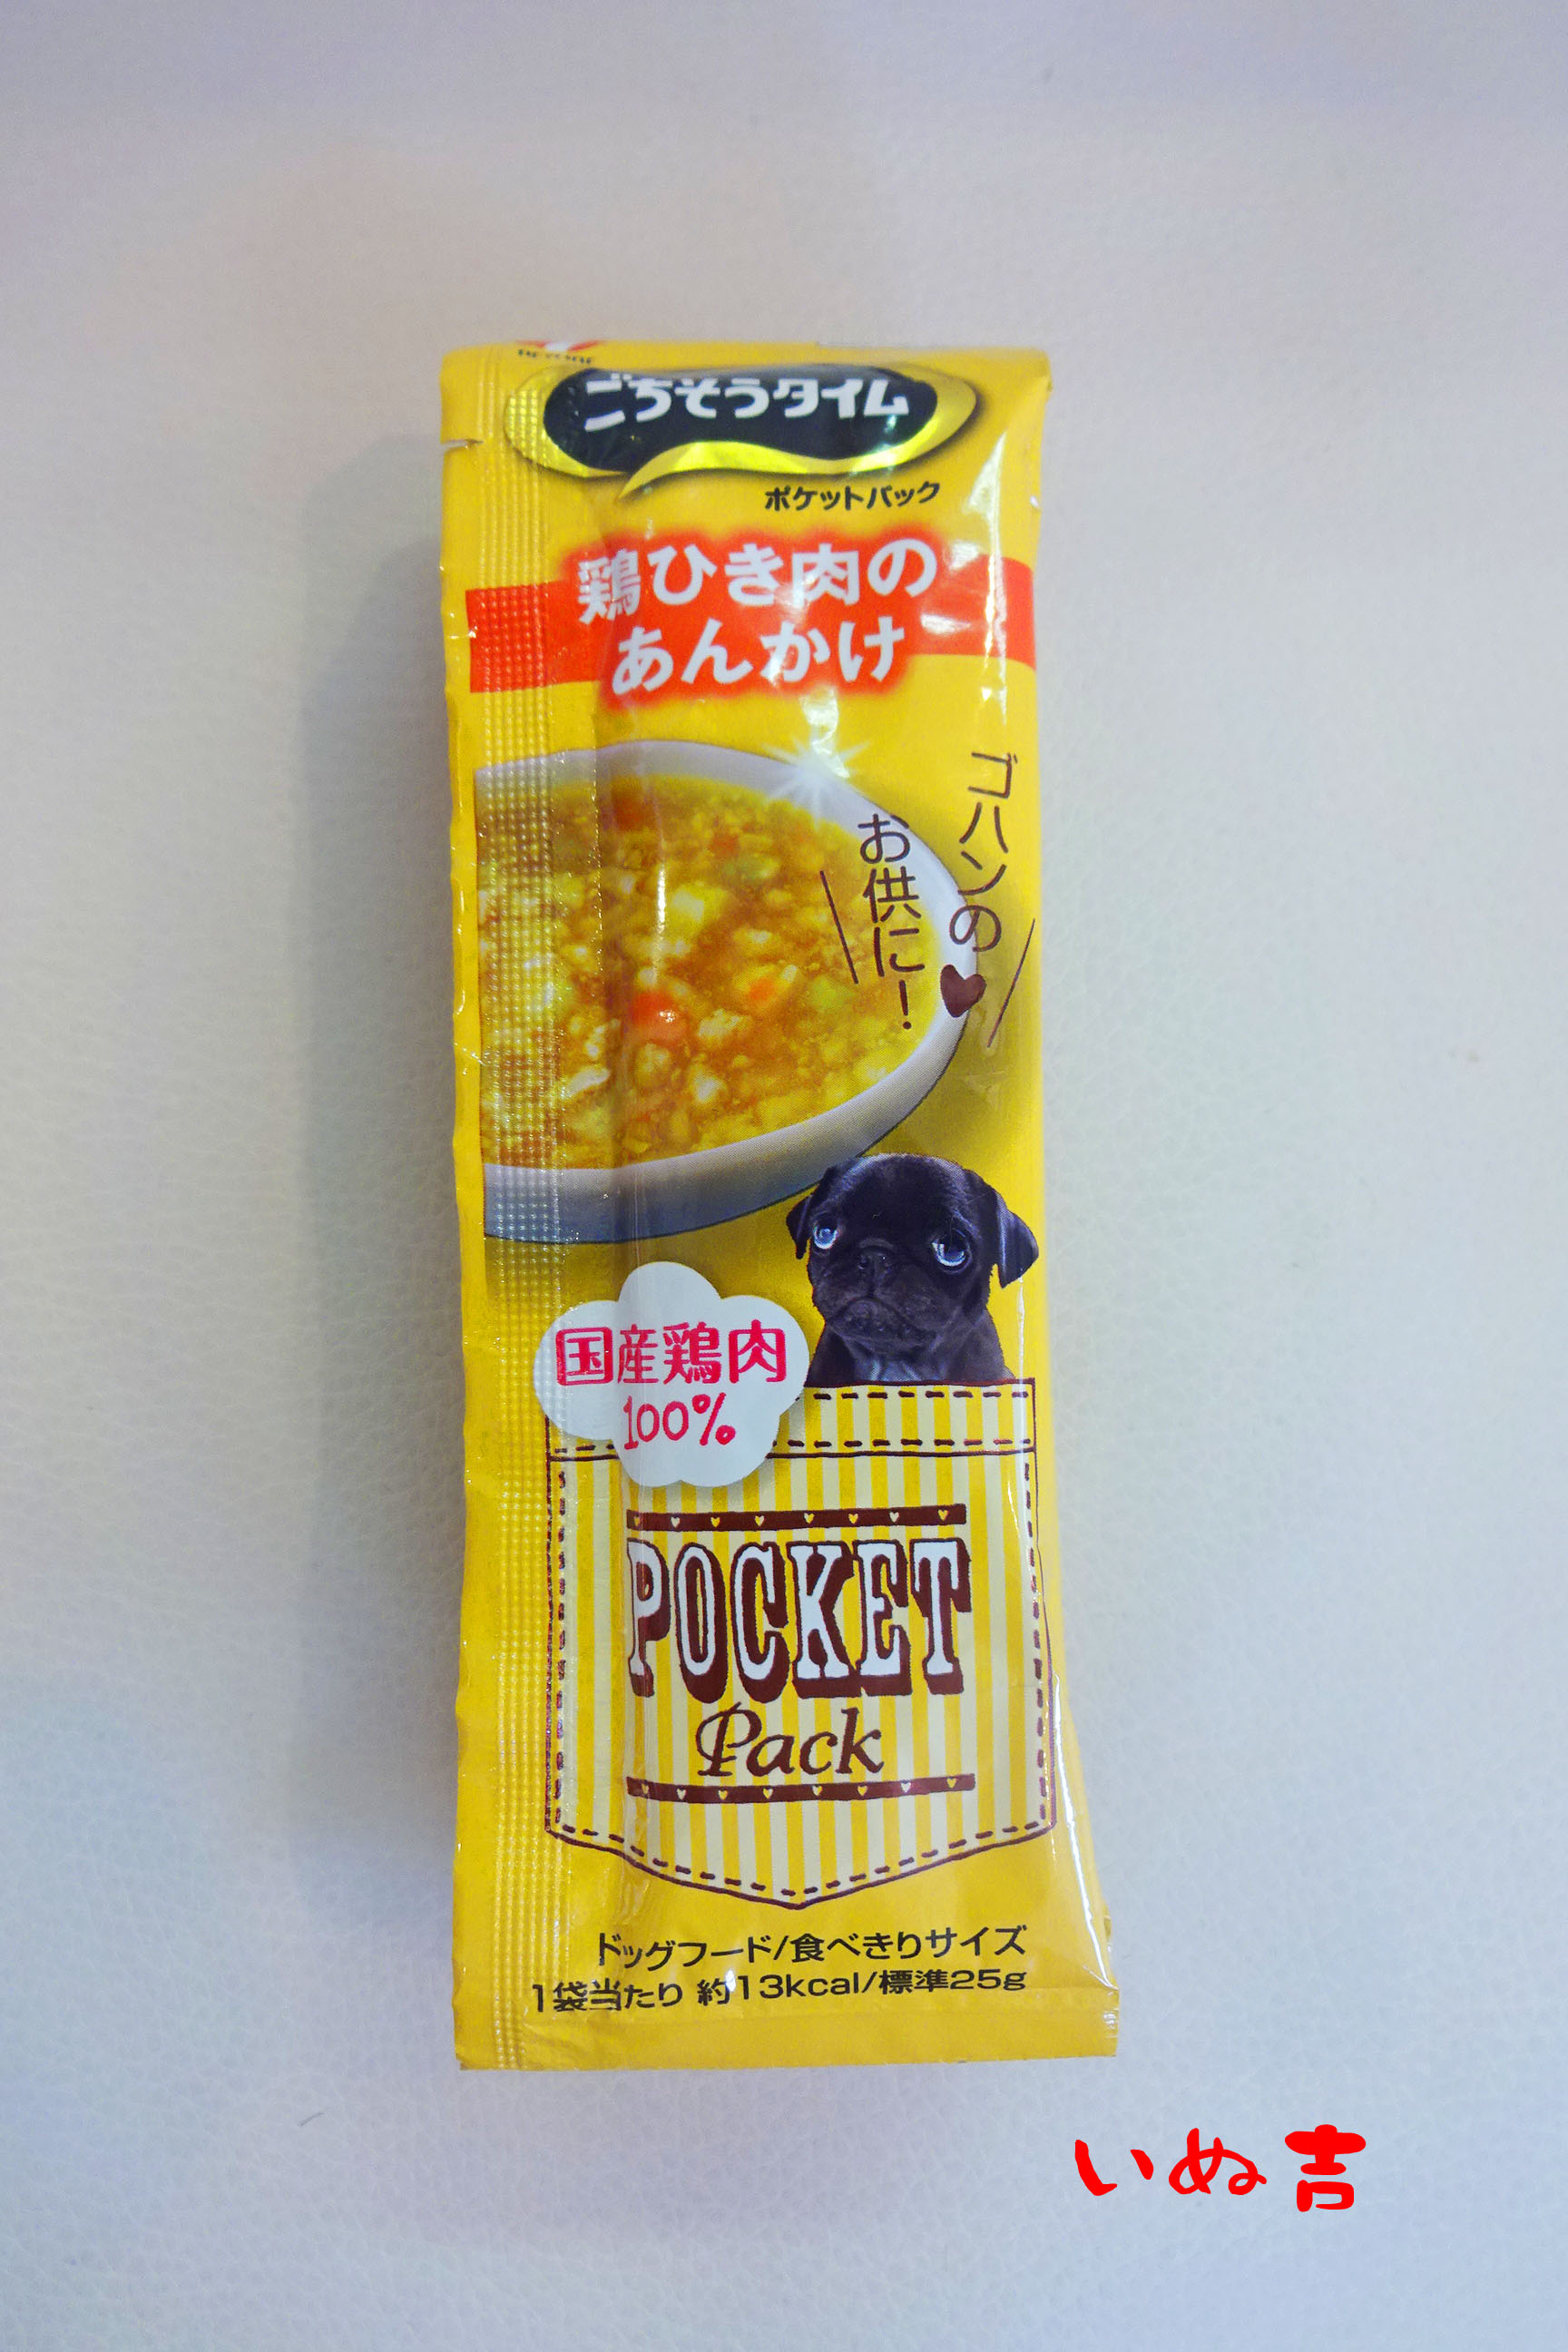 ごちそうタイム
ポケットパック
鶏ひき肉の
あんかけ
ゴハンの
お供に!
国産鶏肉
100%
POCKET
Pack
ドッグフード/食べきりサイズ
1袋当たり 約13kcal/標準25g
いぬ吉